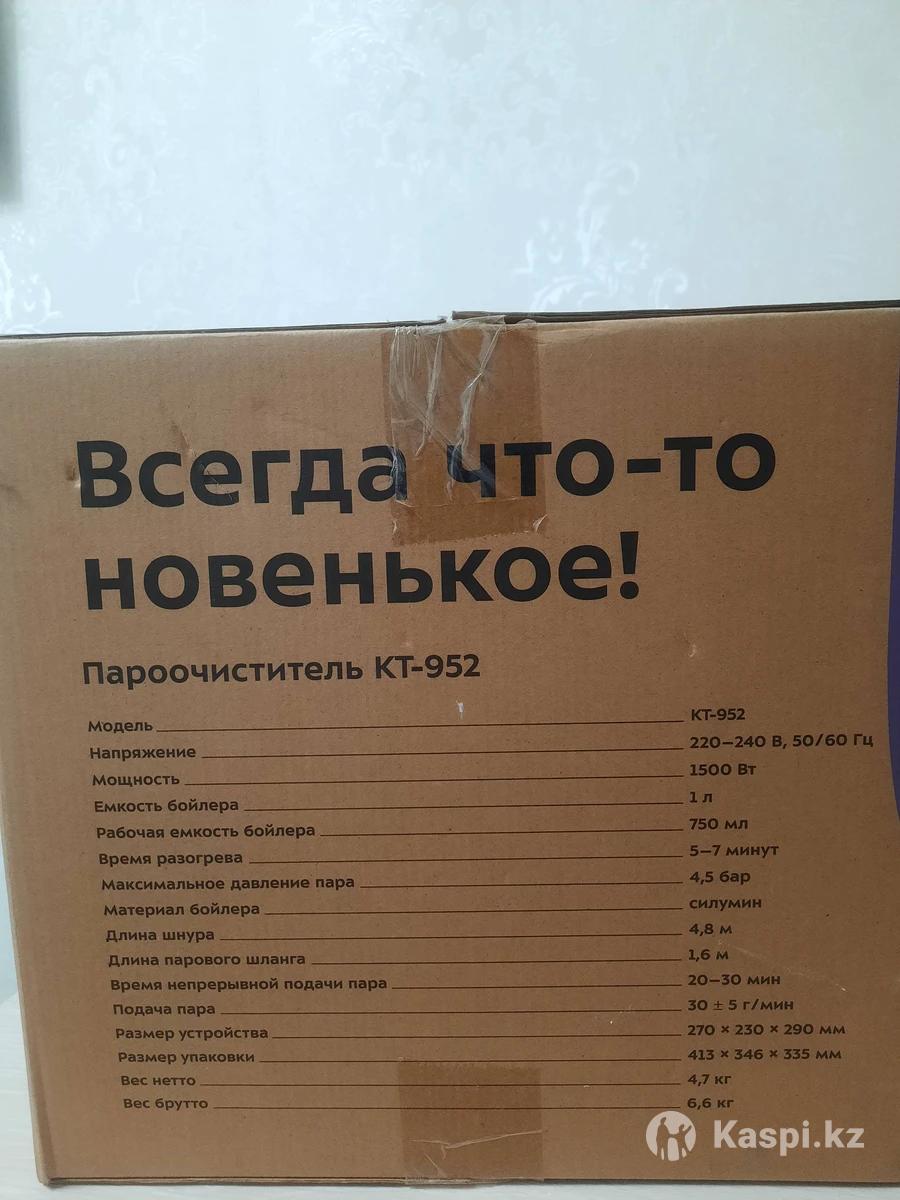 Всегда что-то
новенькое!
Пароочиститель КТ-952
Модель КТ-952
Напряжение 220–240 В, 50/60 Гц
Мощность 1500 Вт
Емкость бойлера 1 л
Рабочая емкость бойлера 750 мл
Время разогрева 5–7 минут
Максимальное давление пара 4,5 бар
Материал бойлера силумин
Длина шнура 4,8 м
Длина парового шланга 1,6 м
Время непрерывной подачи пара 20–30 мин
Подача пара 30 ± 5 г/мин
Размер устройства 270 × 230 × 290 мм
Размер упаковки 413 × 346 × 335 мм
Вес нетто 4,7 кг
Вес брутто 6,6 кг
Kaspi.kz